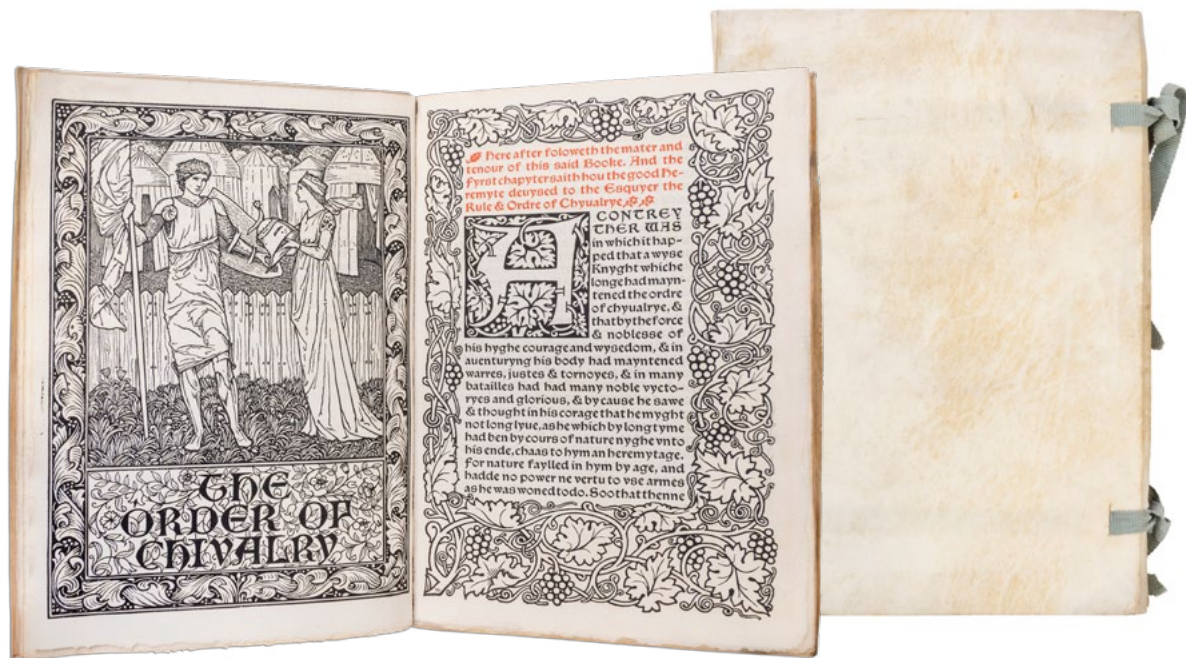 THE
ORDER OF
CHIVALRY
Here after foloweth the mater and
tenour of this said Booke. And the
Fyrst chapyter saith hou the good He-
remyte deuysed to the Esquyer the
Rule & Ordre of Chyualrye.
A CONTREY
THER WAS
in which it hap-
ped that a wyse
Knyght whiche
longe had mayn-
tened the ordre
of chyualrye, &
that by the force
& noblesse of
his hyghe courage and wysedom, & in
auenturyng his body had mayntened
warres, justes & tornoyes, & in many
batailles had had many noble vycto-
ryes and glorious, & by cause he sawe
& thought in his corage that he myght
not long lyue, as he which by long tyme
had ben by cours of nature nyghe vnto
his ende, chaas to hym an heremytage.
For nature faylled in hym by age, and
hadde no power ne vertu to vse armes
as he was woned to do. Soo that thenne